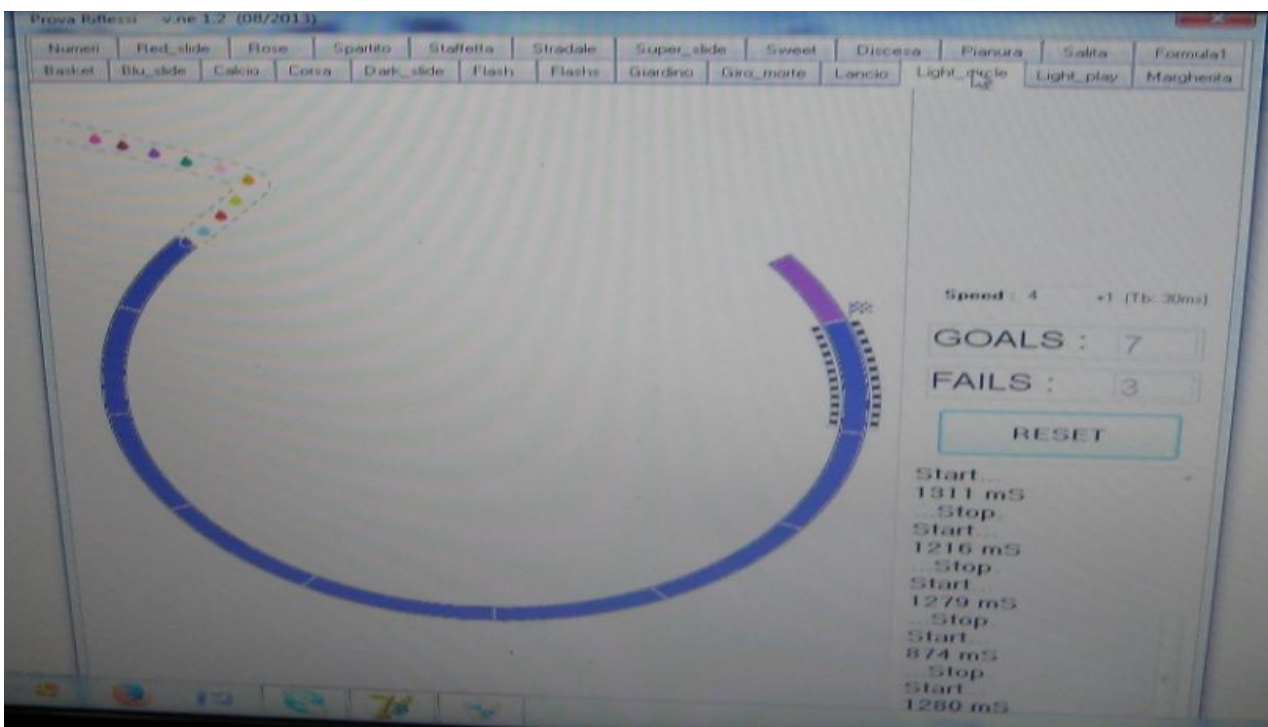 Prova Riflessi v.ne 1.2 (08/2013)
Numeri Red_slide Rose Spartito Staffetta Stradale Super_slide Sweet Discesa Pianura Salita Formula1
Basket Blu_slide Calcio Corsa Dark_slide Flash Flashs Giardino Giro_morte Lancio Light_circle Light_play Margherita
Speed : 4 +1 (Tb: 30ms)
GOALS : 7
FAILS : 3
RESET
Start...
1311 mS
...Stop.
Start...
1216 mS
...Stop.
Start...
1279 mS
...Stop.
Start...
874 mS
...Stop.
Start...
1280 mS